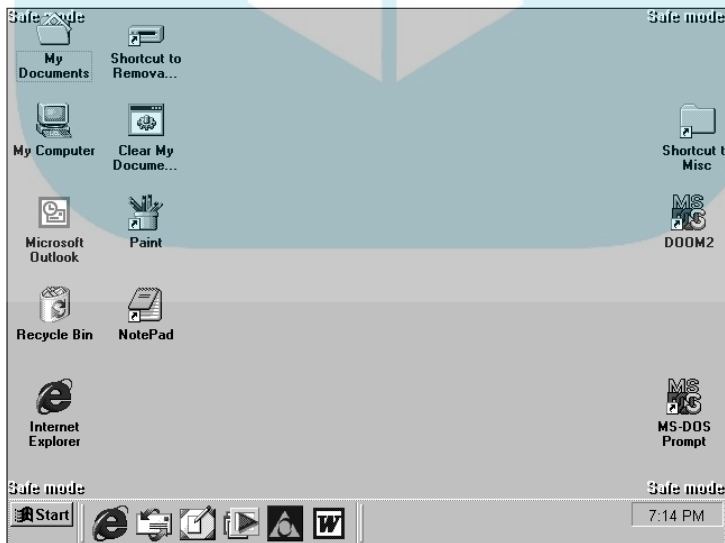 Safe mode
Safe mode
My
Documents
Shortcut to
Remova...
My Computer
Clear My
Docume...
Shortcut t
Misc
Microsoft
Outlook
Paint
DOOM2
Recycle Bin
NotePad
Internet
Explorer
MS-DOS
Prompt
Safe mode
Safe mode
Start
7:14 PM